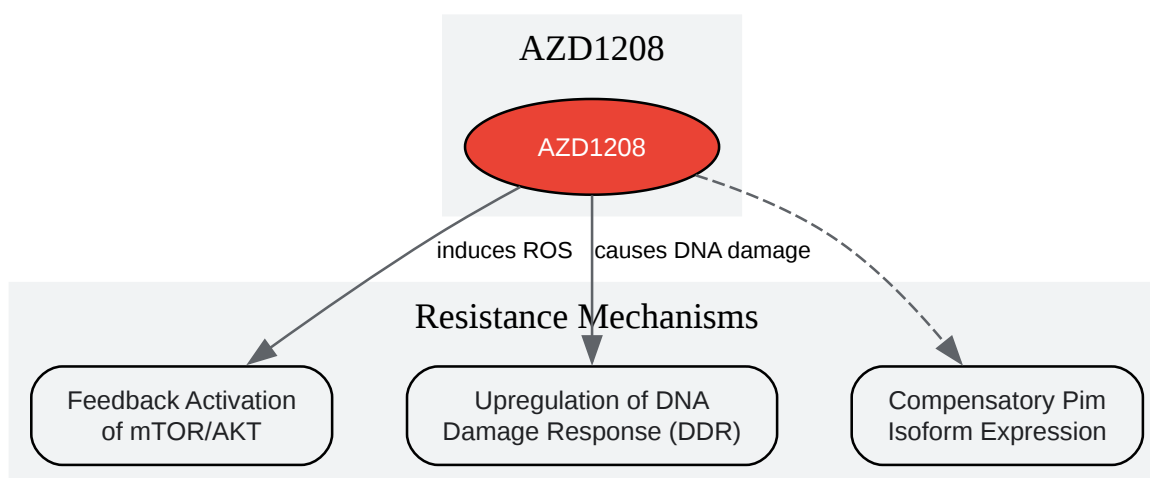 AZD1208
AZD1208
induces ROS
causes DNA damage
Resistance Mechanisms
Feedback Activation
of mTOR/AKT
Upregulation of DNA
Damage Response (DDR)
Compensatory Pim
Isoform Expression